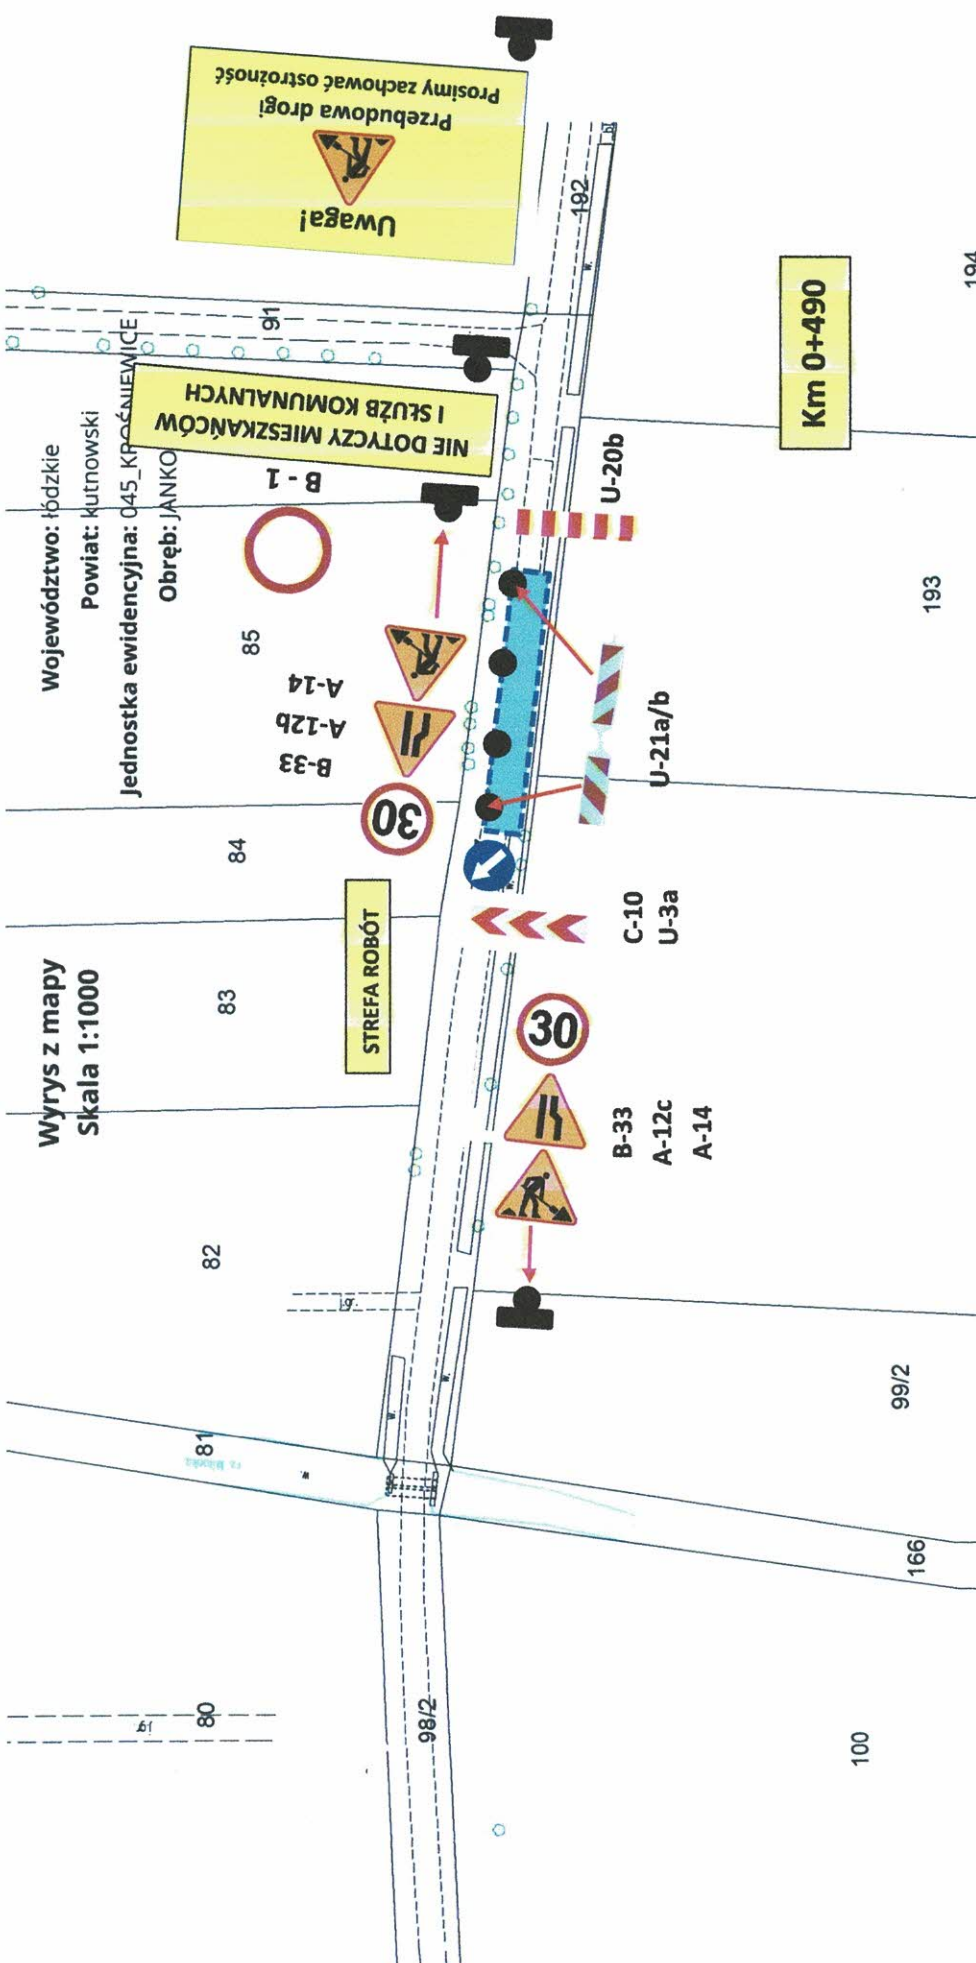 Wyrys z mapy
Skala 1:1000
Województwo: łódzkie
Powiat: kutnowski
Jednostka ewidencyjna: 045_KROŚNIEWICE
Obręb: JANKO
Uwaga!
Przebudowa drogi
Prosimy zachować ostrożność
NIE DOTYCZY MIESZKAŃCÓW
I SŁUŻB KOMUNALNYCH
B - 1
A-14
A-12b
B-33
30
STREFA ROBÓT
80
81
82
83
84
85
91
w.
98/2
192
w.
w.
w.
w.
30
B-33
A-12c
A-14
C-10
U-3a
U-21a/b
U-20b
Km 0+490
100
166
99/2
193
194